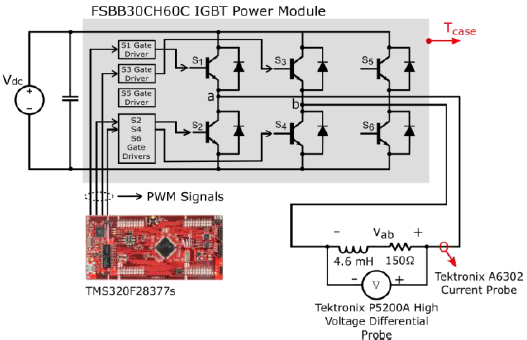 FSBB30CH60C IGBT Power Module
T case
S1 Gate
Driver
S3 Gate
Driver
S5 Driver
S2
S4
S6
Gate
Drivers
S1
S3
S5
Vdc
+
−
a
b
S2
S4
S6
PWM Signals
TMS320F28377s
− Vab +
4.6 mH 150Ω
− V +
Tektronix A6302
Current Probe
Tektronix P5200A High
Voltage Differential
Probe